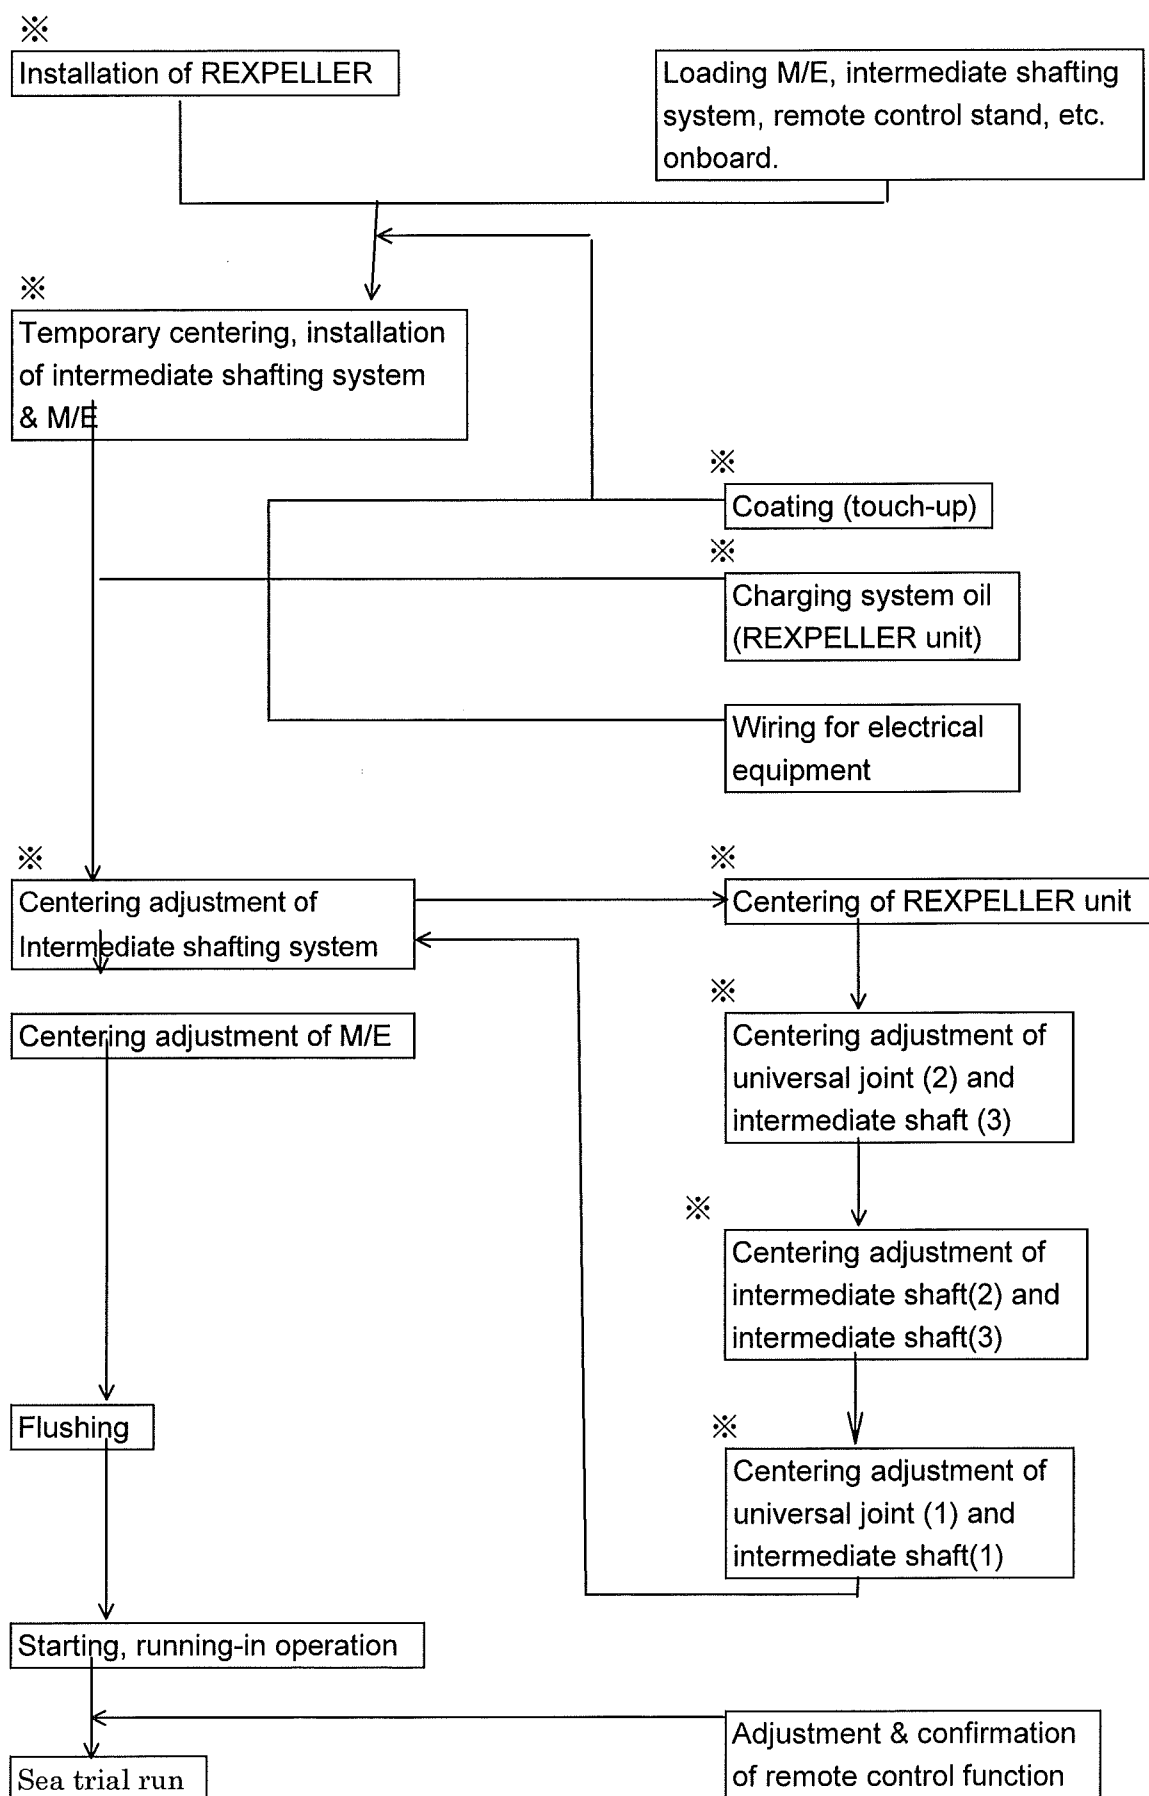 ※
Installation of REXPELLER
Loading M/E, intermediate shafting
system, remote control stand, etc.
onboard.
※
Temporary centering, installation
of intermediate shafting system
& M/E
※
Coating (touch-up)
※
Charging system oil
(REXPELLER unit)
Wiring for electrical
equipment
※
Centering adjustment of
Intermediate shafting system
※
Centering of REXPELLER unit
Centering adjustment of M/E
※
Centering adjustment of
universal joint (2) and
intermediate shaft (3)
※
Centering adjustment of
intermediate shaft(2) and
intermediate shaft(3)
Flushing
※
Centering adjustment of
universal joint (1) and
intermediate shaft(1)
Starting, running-in operation
Adjustment & confirmation
of remote control function
Sea trial run